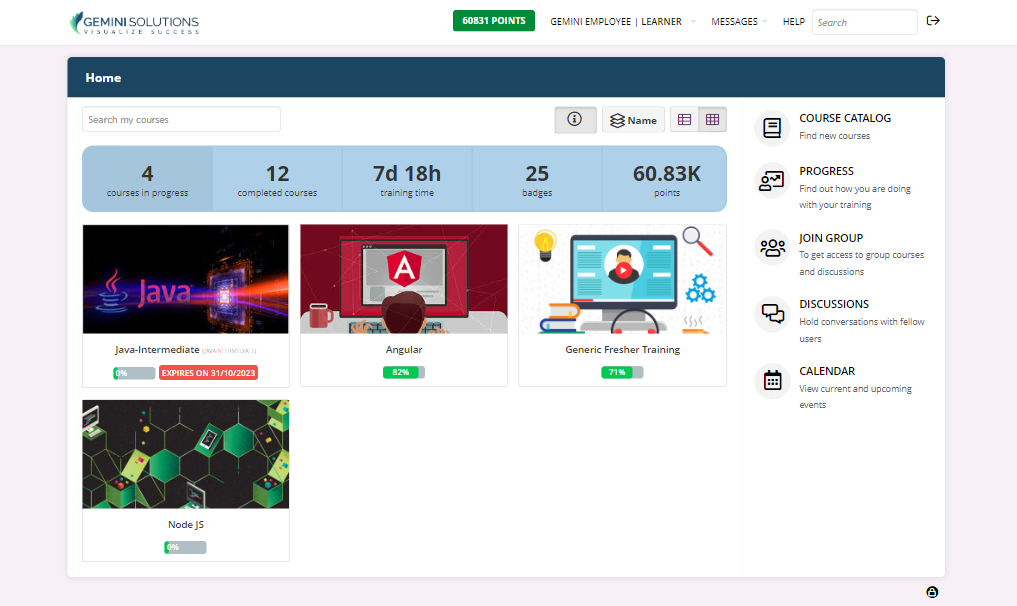 GEMINI SOLUTIONS
VISUALIZE SUCCESS
60831 POINTS
GEMINI EMPLOYEE | LEARNER
MESSAGES
HELP
Search
Home
Search my courses
Name
4
courses in progress
12
completed courses
7d 18h
training time
25
badges
60.83K
points
Java
Java-Intermediate (JAVAINTERMEDIATE)
0%
EXPIRES ON 31/10/2023
A
Angular
82%
Generic Fresher Training
71%
Node JS
0%
COURSE CATALOG
Find new courses
PROGRESS
Find out how you are doing
with your training
JOIN GROUP
To get access to group courses
and discussions
DISCUSSIONS
Hold conversations with fellow
users
CALENDAR
View current and upcoming
events